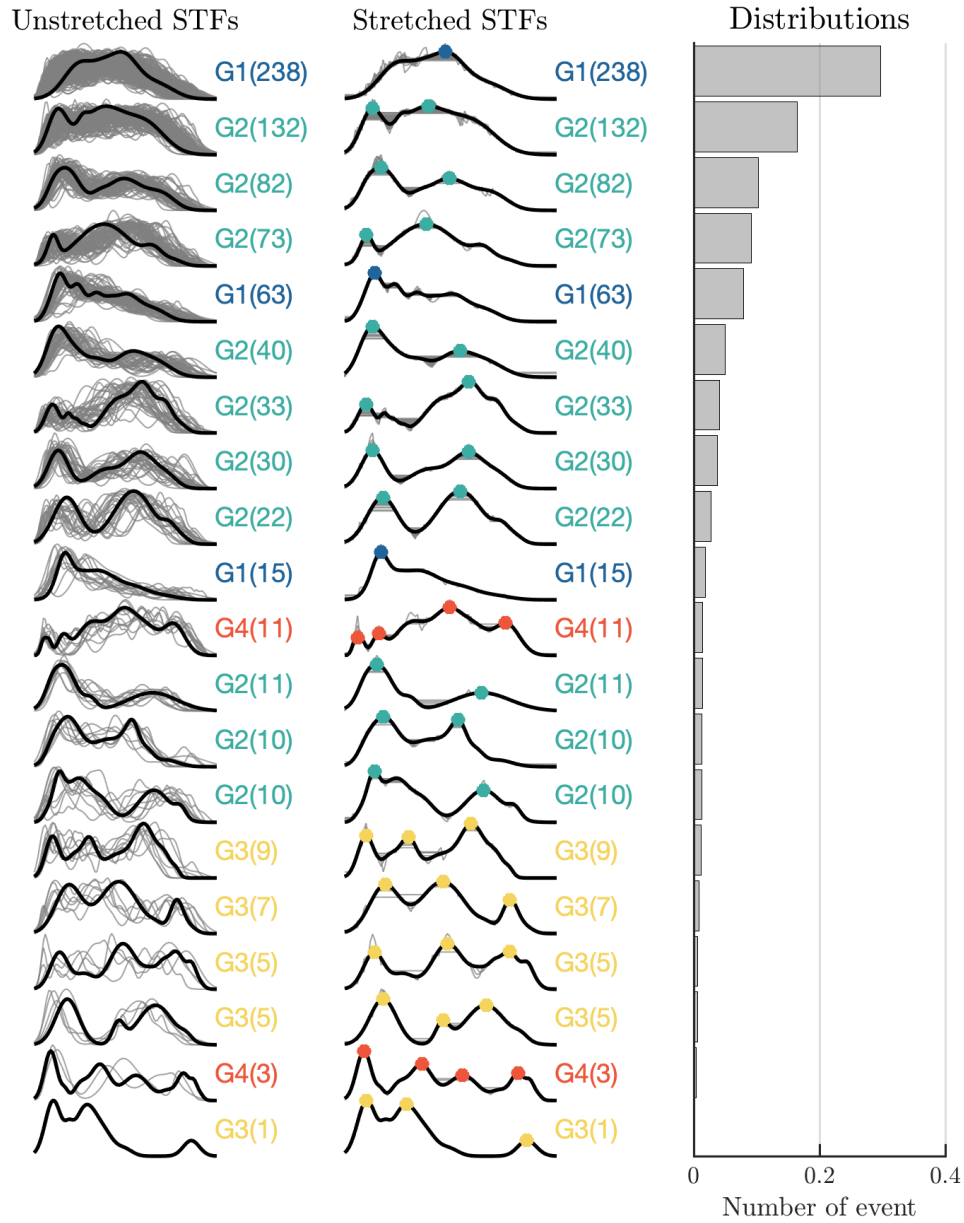 Unstretched STFs Stretched STFs Distributions
G1(238) G1(238)
G2(132) G2(132)
G2(82) G2(82)
G2(73) G2(73)
G1(63) G1(63)
G2(40) G2(40)
G2(33) G2(33)
G2(30) G2(30)
G2(22) G2(22)
G1(15) G1(15)
G4(11) G4(11)
G2(11) G2(11)
G2(10) G2(10)
G2(10) G2(10)
G3(9) G3(9)
G3(7) G3(7)
G3(5) G3(5)
G3(5) G3(5)
G4(3) G4(3)
G3(1) G3(1)
0 0.2 0.4
Number of event